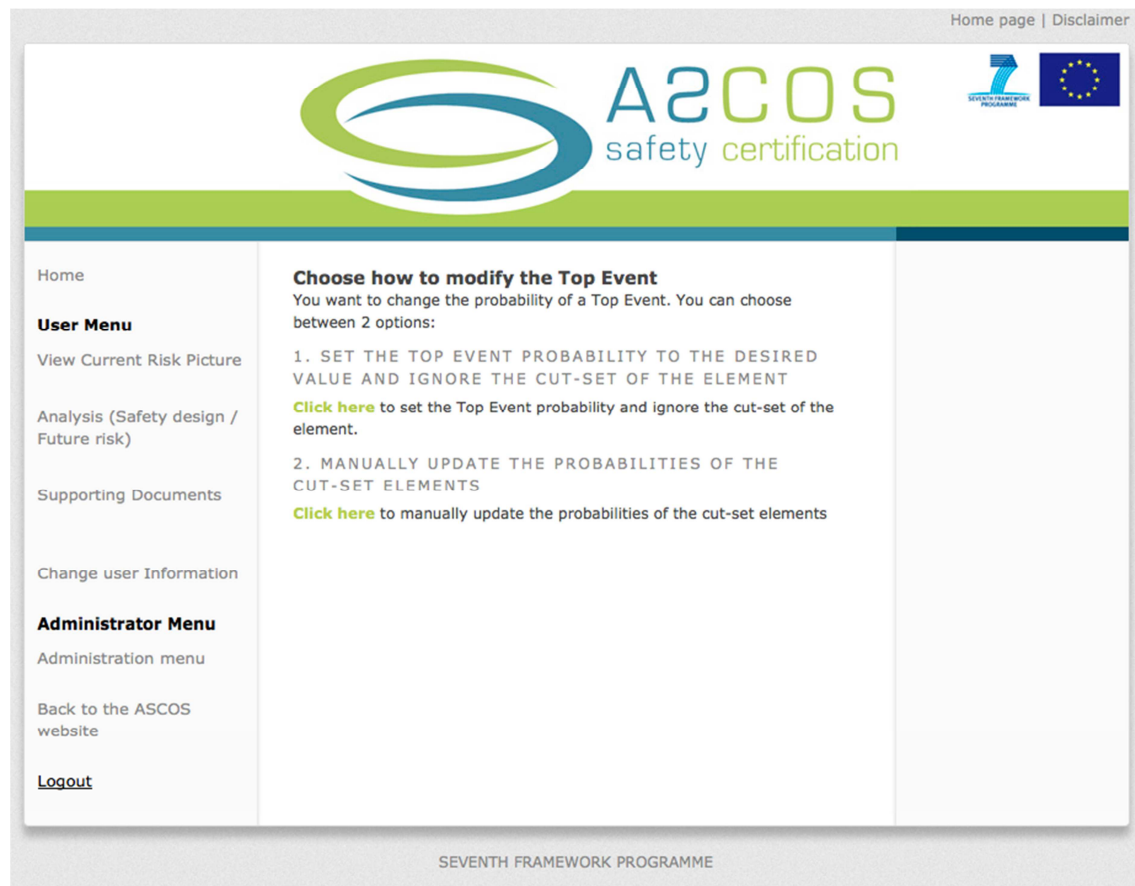 Home page | Disclaimer
ASCOS
safety certification
SEVENTH FRAMEWORK
PROGRAMME
Home
User Menu
View Current Risk Picture
Analysis (Safety design /
Future risk)
Supporting Documents
Change user Information
Administrator Menu
Administration menu
Back to the ASCOS
website
Logout
Choose how to modify the Top Event
You want to change the probability of a Top Event. You can choose
between 2 options:
1. SET THE TOP EVENT PROBABILITY TO THE DESIRED
VALUE AND IGNORE THE CUT-SET OF THE ELEMENT
Click here to set the Top Event probability and ignore the cut-set of the
element.
2. MANUALLY UPDATE THE PROBABILITIES OF THE
CUT-SET ELEMENTS
Click here to manually update the probabilities of the cut-set elements
SEVENTH FRAMEWORK PROGRAMME